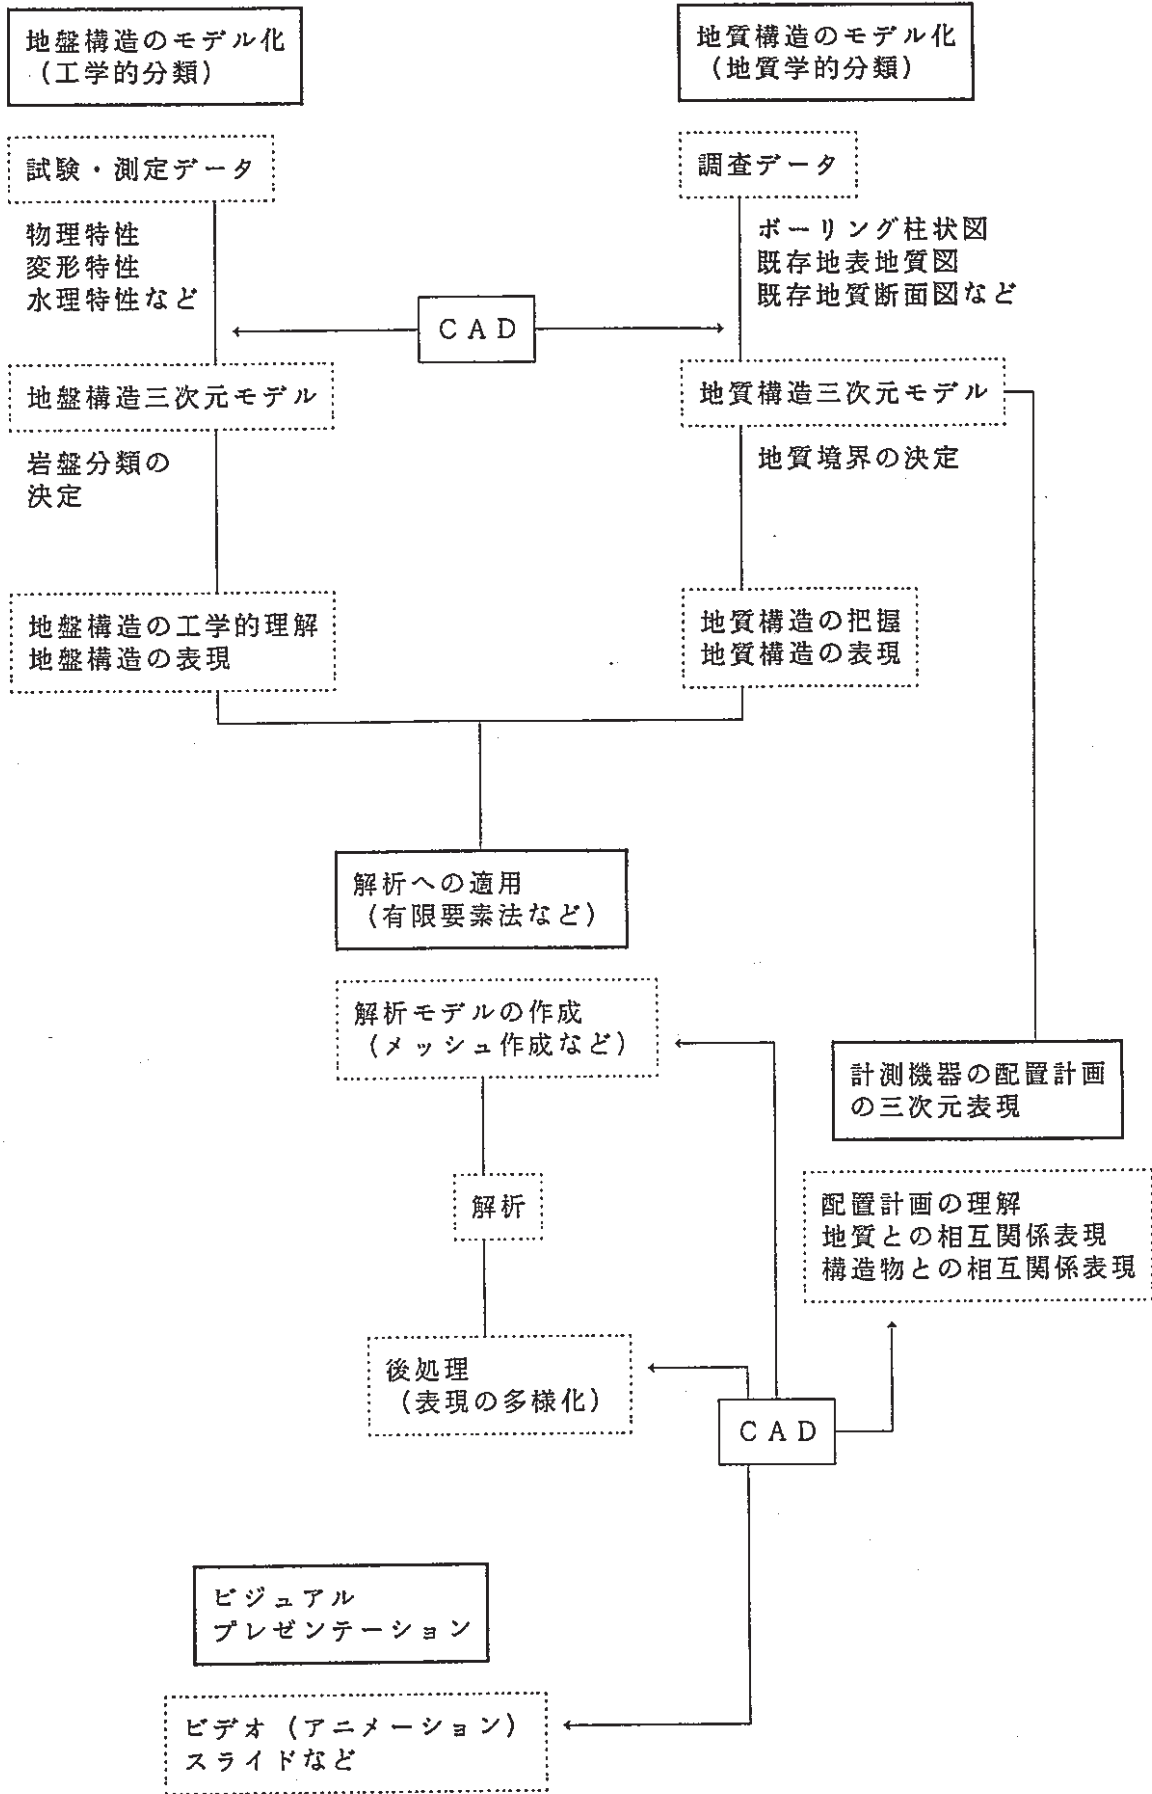 地盤構造のモデル化
(工学的分類)
試験・測定データ
物理特性
変形特性
水理特性など
地質構造のモデル化
(地質学的分類)
調査データ
ボーリング柱状図
既存地表地質図
既存地質断面図など
CAD
地盤構造三次元モデル
岩盤分類の
決定
地質構造三次元モデル
地質境界の決定
地盤構造の工学的理解
地盤構造の表現
地質構造の把握
地質構造の表現
解析への適用
(有限要素法など)
解析モデルの作成
(メッシュ作成など)
計測機器の配置計画
の三次元表現
解析
配置計画の理解
地質との相互関係表現
構造物との相互関係表現
後処理
(表現の多様化)
CAD
ビジュアル
プレゼンテーション
ビデオ(アニメーション)
スライドなど